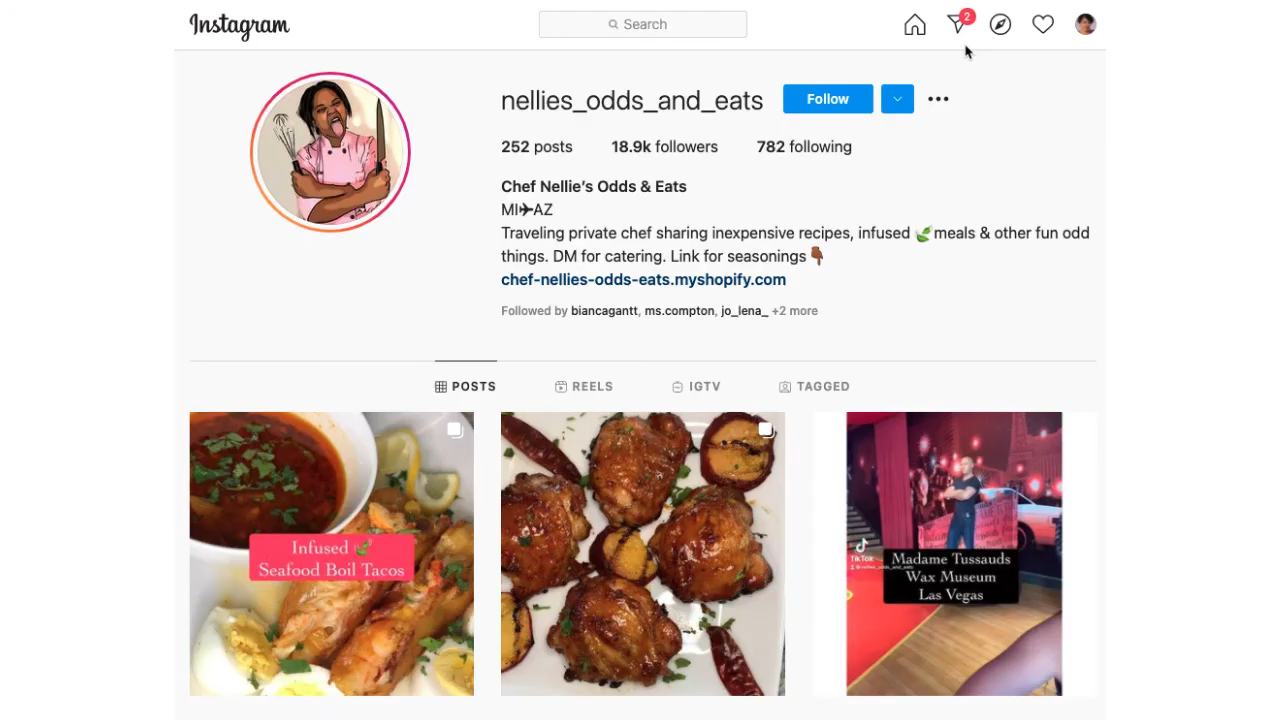 Instagram
Search
2
nellies_odds_and_eats
Follow
252 posts 18.9k followers 782 following
Chef Nellie's Odds & Eats
MI✈AZ
Traveling private chef sharing inexpensive recipes, infused 🍃meals & other fun odd
things. DM for catering. Link for seasonings👇🏾
chef-nellies-odds-eats.myshopify.com
Followed by biancagantt, ms.compton, jo_lena_ +2 more
POSTS REELS IGTV TAGGED
Infused 🍃
Seafood Boil Tacos
TikTok
Madame Tussauds
Wax Museum
Las Vegas